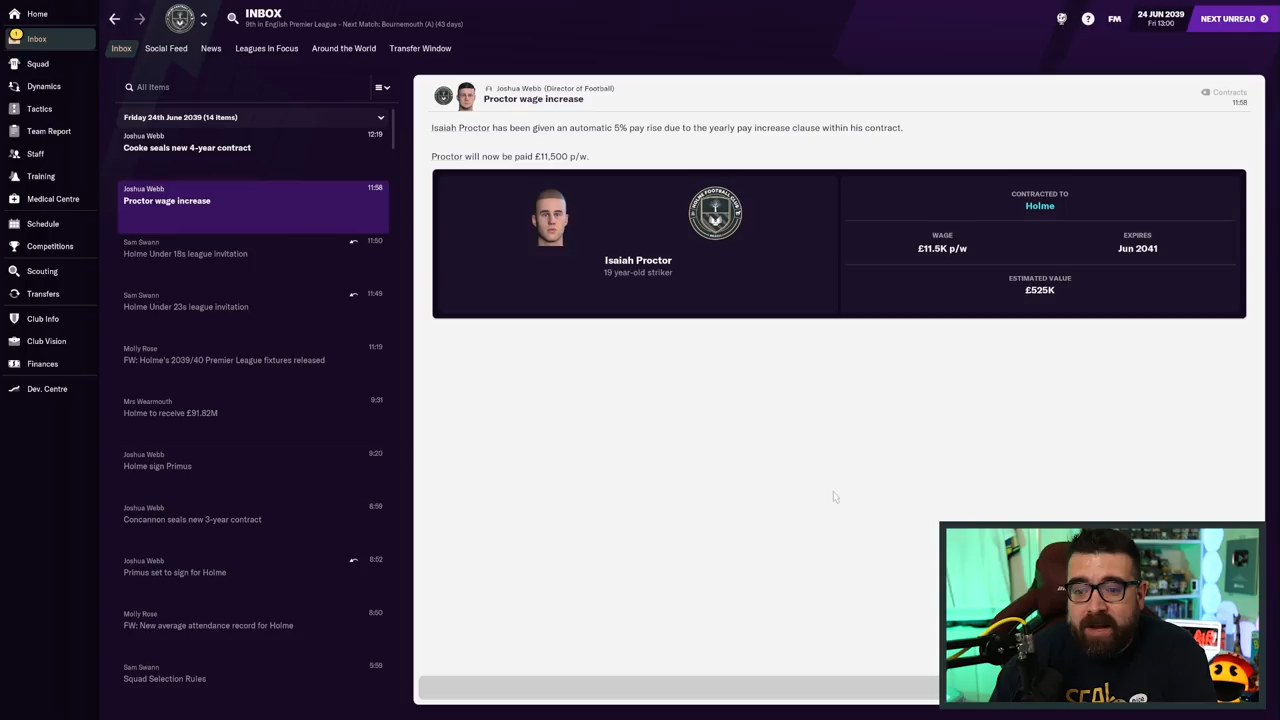 Home
INBOX
9th in English Premier League - Next Match: Bournemouth (A) (43 days)
FM
24 JUN 2039
Fri 13:00
NEXT UNREAD
1
Inbox
Squad
Dynamics
Tactics
Team Report
Staff
Training
Medical Centre
Schedule
Competitions
Scouting
Transfers
Club Info
Club Vision
Finances
Dev. Centre
Inbox
Social Feed
News
Leagues in Focus
Around the World
Transfer Window
All Items
Friday 24th June 2039 (14 Items)
Joshua Webb
12:19
Cooke seals new 4-year contract
Joshua Webb
11:58
Proctor wage increase
Sam Swann
11:50
Holme Under 18s league invitation
Sam Swann
11:49
Holme Under 23s league invitation
Molly Rose
11:19
FW: Holme's 2039/40 Premier League fixtures released
Mrs Wearmouth
9:31
Holme to receive £91.82M
Joshua Webb
9:20
Holme sign Primus
Joshua Webb
8:59
Concannon seals new 3-year contract
Joshua Webb
8:52
Primus set to sign for Holme
Molly Rose
8:50
FW: New average attendance record for Holme
Sam Swann
5:59
Squad Selection Rules
Joshua Webb (Director of Football)
Proctor wage increase
Contracts
11:58
Isaiah Proctor has been given an automatic 5% pay rise due to the yearly pay increase clause within his contract.
Proctor will now be paid £11,500 p/w.
HOLME FOOTBALL CLUB
Isaiah Proctor
19 year-old striker
CONTRACTED TO
Holme
WAGE
£11.5K p/w
EXPIRES
Jun 2041
ESTIMATED VALUE
£525K